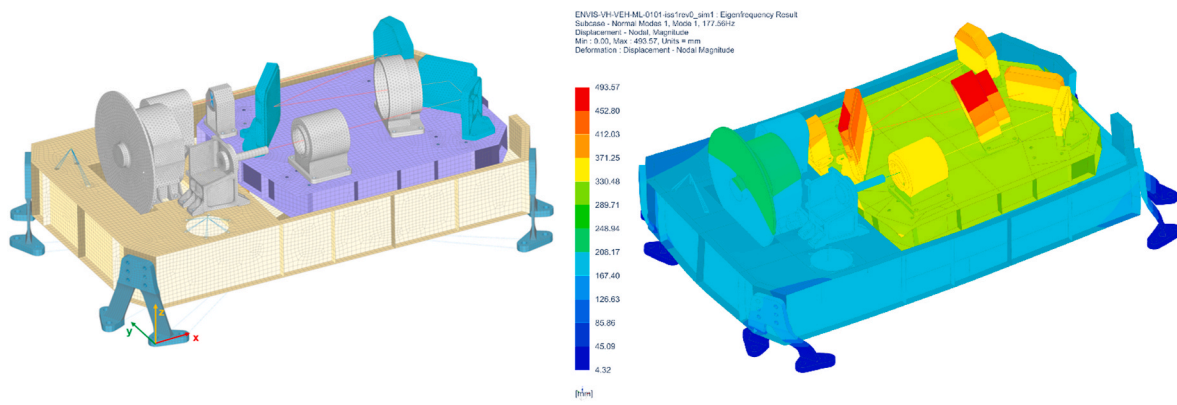 ENVIS-VH-VEH-ML-0101-iss1rev0_sim1 : Eigenfrequency Result
Subcase - Normal Modes 1, Mode 1, 177.56Hz
Displacement - Nodal, Magnitude
Min : 0.00, Max : 493.57, Units = mm
Deformation : Displacement - Nodal Magnitude
493.57
452.80
412.03
371.25
330.48
289.71
248.94
208.17
167.40
126.63
85.86
45.09
4.32
[mm]
z
y
x